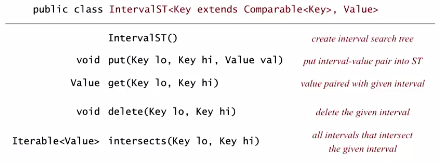 public class IntervalST<Key extends Comparable<Key>, Value>
IntervalST() create interval search tree
void put(Key lo, Key hi, Value val) put interval-value pair into ST
Value get(Key lo, Key hi) value paired with given interval
void delete(Key lo, Key hi) delete the given interval
Iterable<Value> intersects(Key lo, Key hi) all intervals that intersect
the given interval